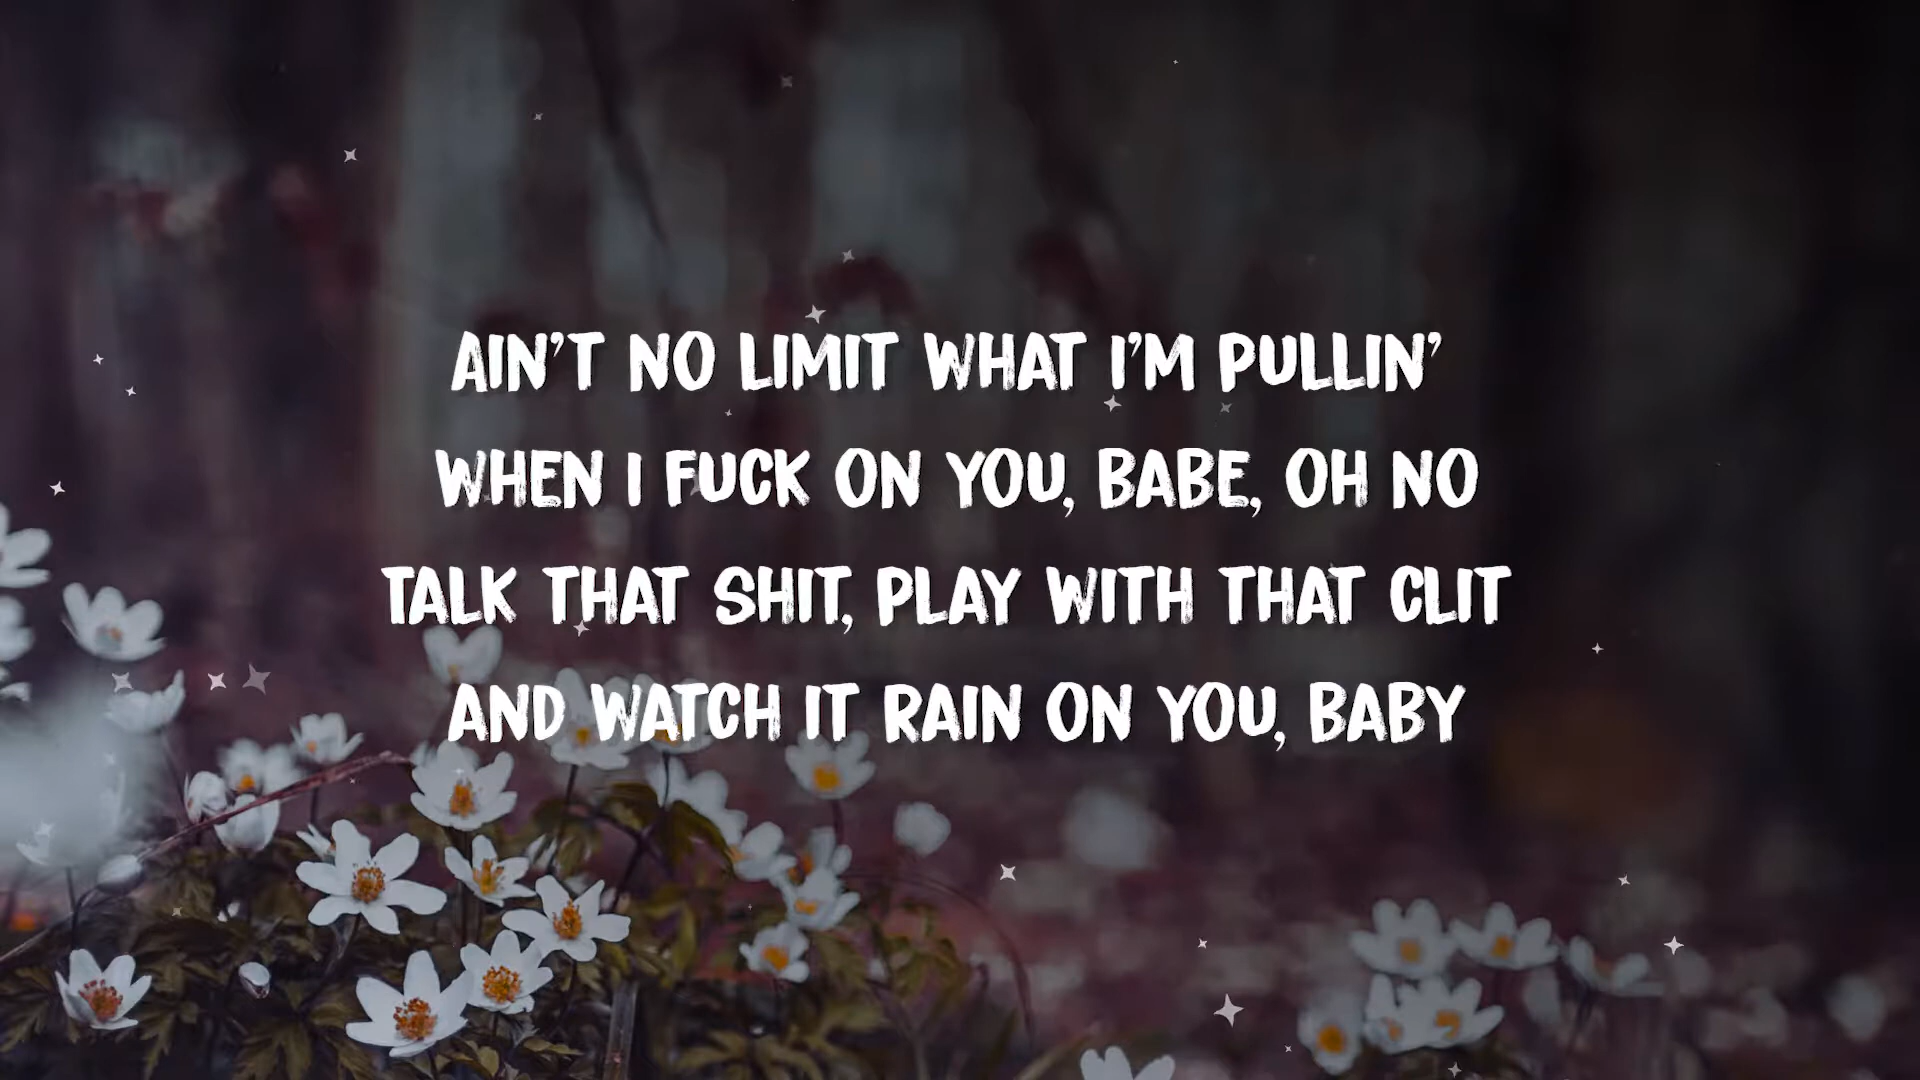 AIN'T NO LIMIT WHAT I'M PULLIN'
WHEN I FUCK ON YOU, BABE, OH NO
TALK THAT SHIT, PLAY WITH THAT CLIT
AND WATCH IT RAIN ON YOU, BABY